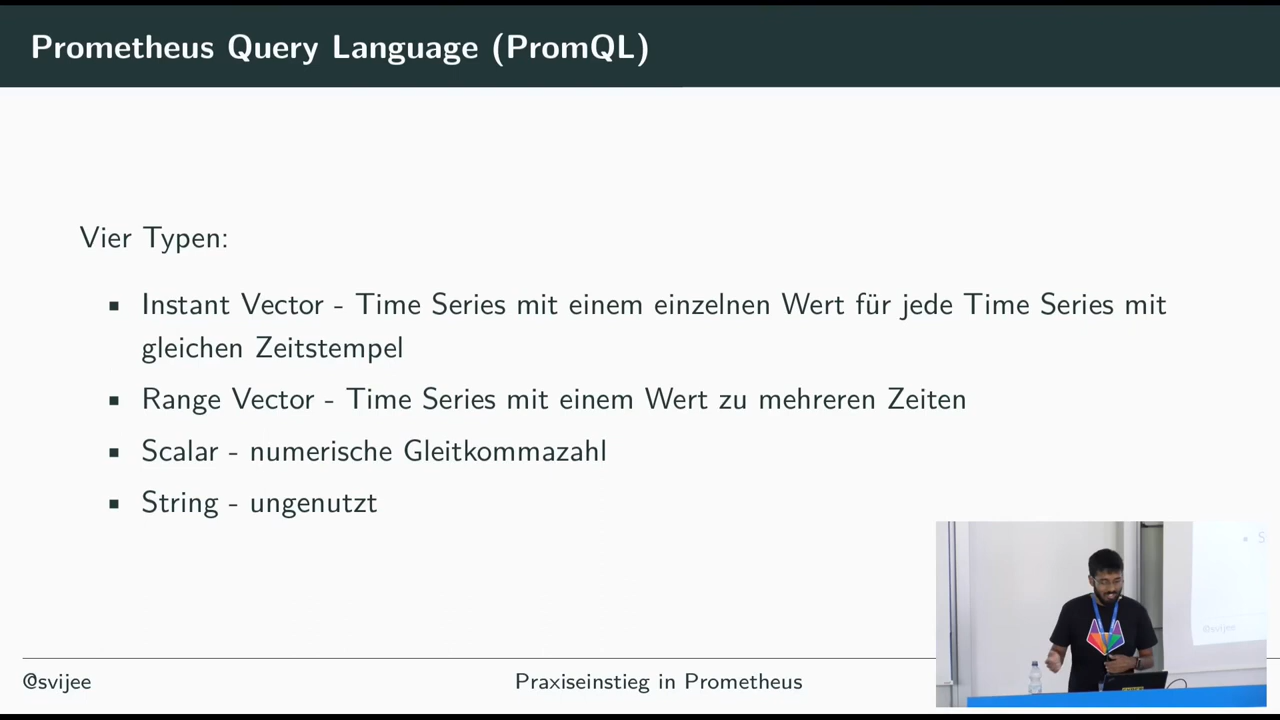 Prometheus Query Language (PromQL)
Vier Typen:
Instant Vector - Time Series mit einem einzelnen Wert für jede Time Series mit
gleichen Zeitstempel
Range Vector - Time Series mit einem Wert zu mehreren Zeiten
Scalar - numerische Gleitkommazahl
String - ungenutzt
S
@svijee
@svijee
Praxiseinstieg in Prometheus